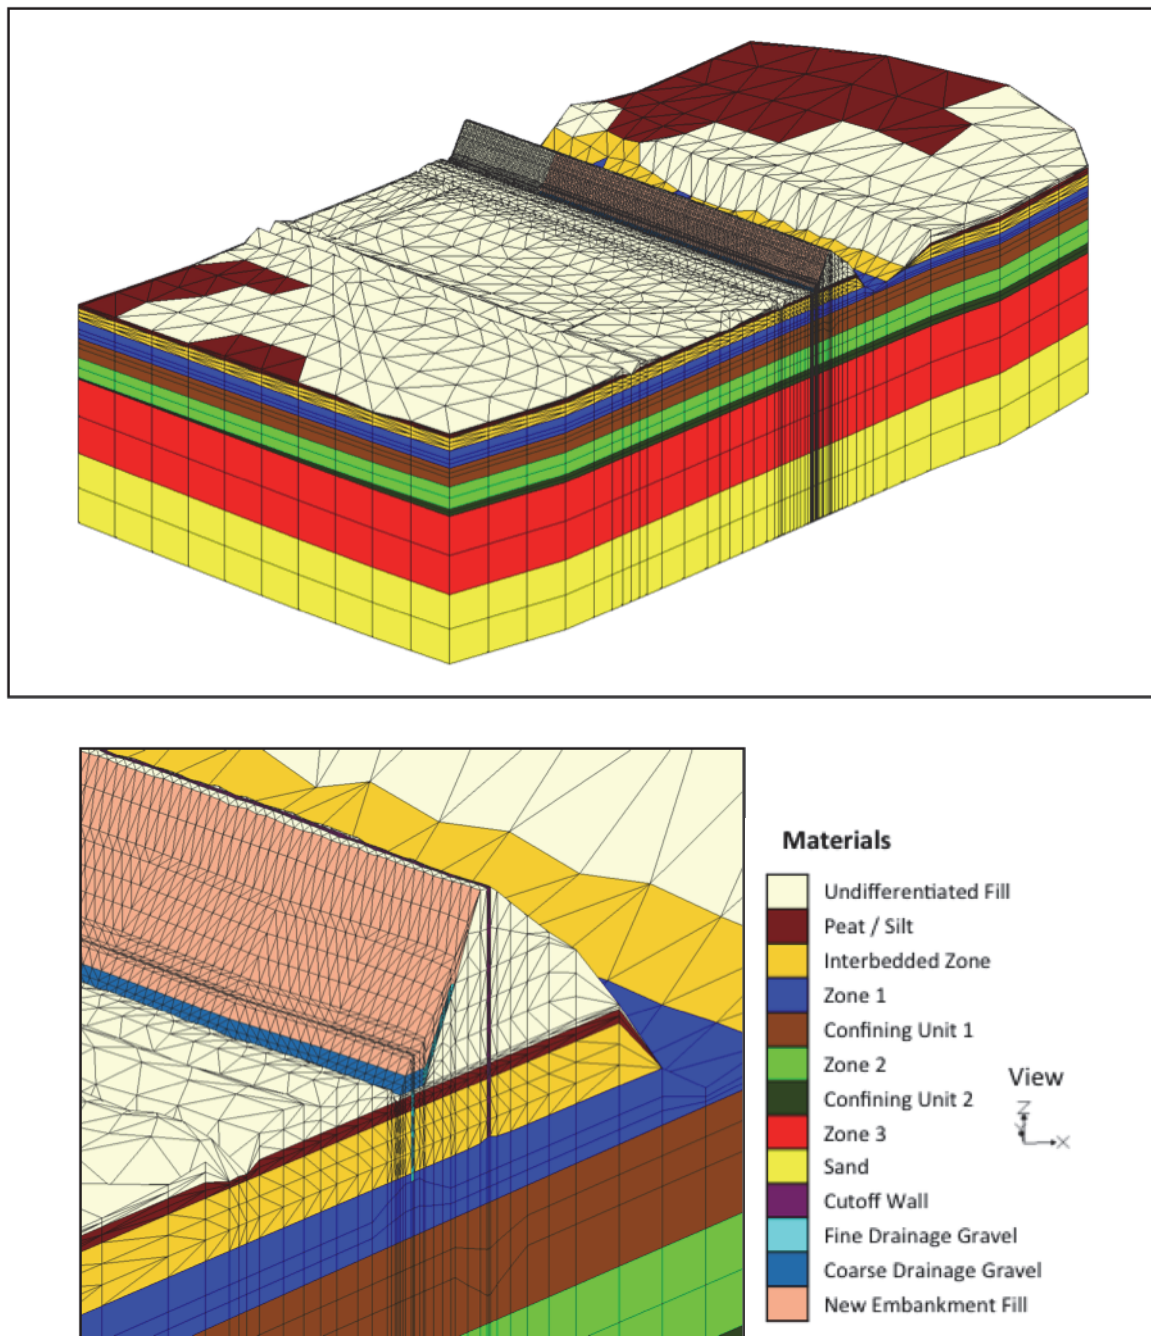 Materials
Undifferentiated Fill
Peat / Silt
Interbedded Zone
Zone 1
Confining Unit 1
Zone 2
Confining Unit 2
Zone 3
Sand
Cutoff Wall
Fine Drainage Gravel
Coarse Drainage Gravel
New Embankment Fill
View
Z
X